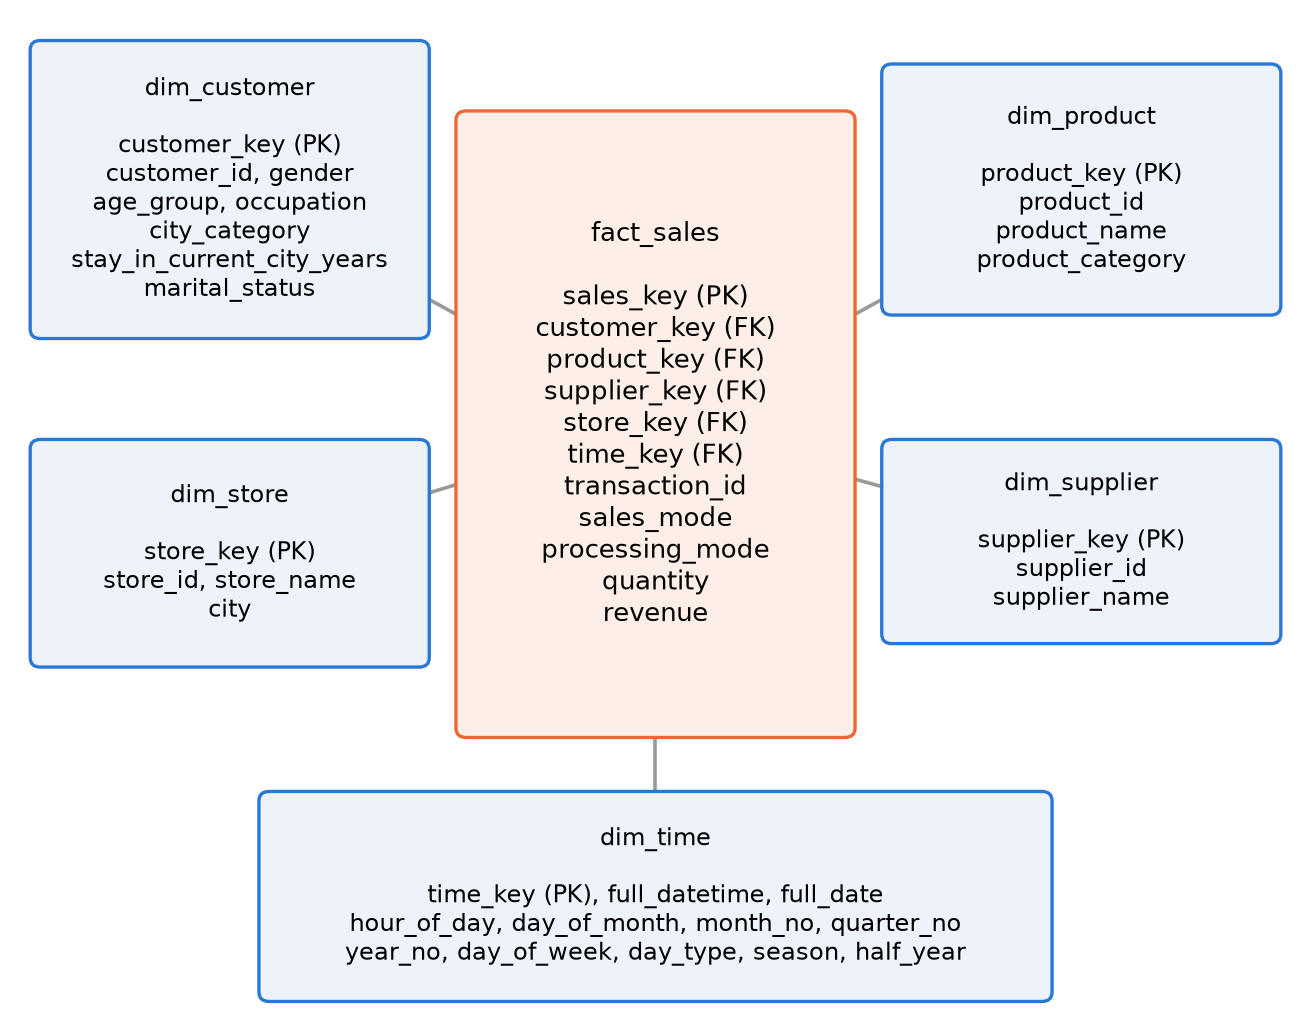 dim_customer
customer_key (PK)
customer_id, gender
age_group, occupation
city_category
stay_in_current_city_years
marital_status
fact_sales
sales_key (PK)
customer_key (FK)
product_key (FK)
supplier_key (FK)
store_key (FK)
time_key (FK)
transaction_id
sales_mode
processing_mode
quantity
revenue
dim_product
product_key (PK)
product_id
product_name
product_category
dim_store
store_key (PK)
store_id, store_name
city
dim_supplier
supplier_key (PK)
supplier_id
supplier_name
dim_time
time_key (PK), full_datetime, full_date
hour_of_day, day_of_month, month_no, quarter_no
year_no, day_of_week, day_type, season, half_year